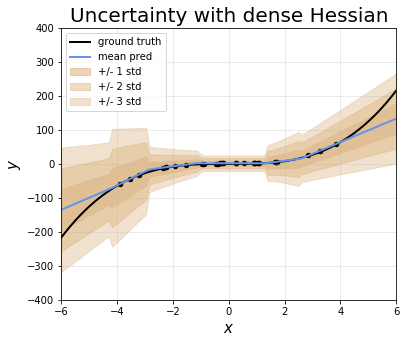 Uncertainty with dense Hessian
ground truth
mean pred
+/- 1 std
+/- 2 std
+/- 3 std
400
300
200
100
0
−100
−200
−300
−400
y
−6 −4 −2 0 2 4 6
x